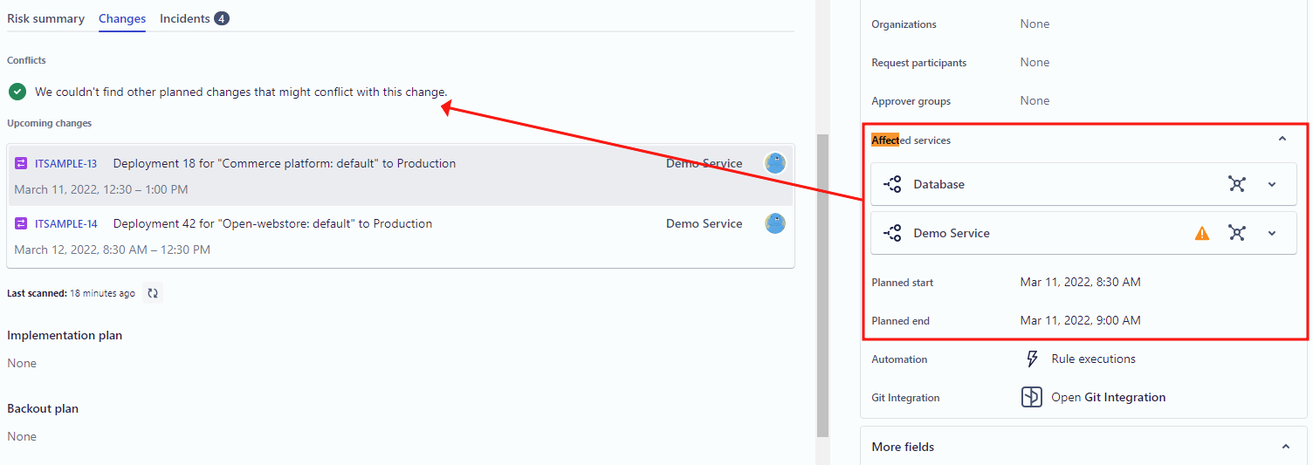 Risk summary Changes Incidents 4
Conflicts
We couldn't find other planned changes that might conflict with this change.
Upcoming changes
ITSAMPLE-13 Deployment 18 for "Commerce platform: default" to Production Demo Service
March 11, 2022, 12:30 – 1:00 PM
ITSAMPLE-14 Deployment 42 for "Open-webstore: default" to Production Demo Service
March 12, 2022, 8:30 AM – 12:30 PM
Last scanned: 18 minutes ago
Implementation plan
None
Backout plan
None
Organizations None
Request participants None
Approver groups None
Affected services
Database
Demo Service
Planned start Mar 11, 2022, 8:30 AM
Planned end Mar 11, 2022, 9:00 AM
Automation Rule executions
Git Integration Open Git Integration
More fields